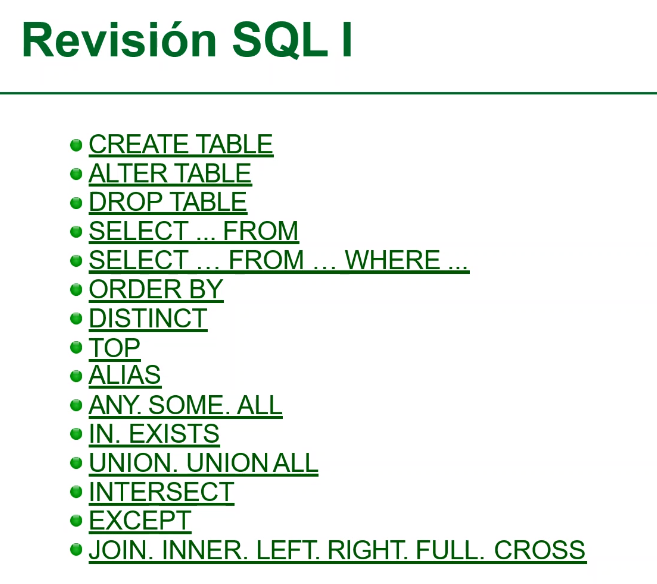 Revisión SQL I
CREATE TABLE
ALTER TABLE
DROP TABLE
SELECT ... FROM
SELECT … FROM … WHERE ...
ORDER BY
DISTINCT
TOP
ALIAS
ANY. SOME. ALL
IN. EXISTS
UNION. UNION ALL
INTERSECT
EXCEPT
JOIN. INNER. LEFT. RIGHT. FULL. CROSS